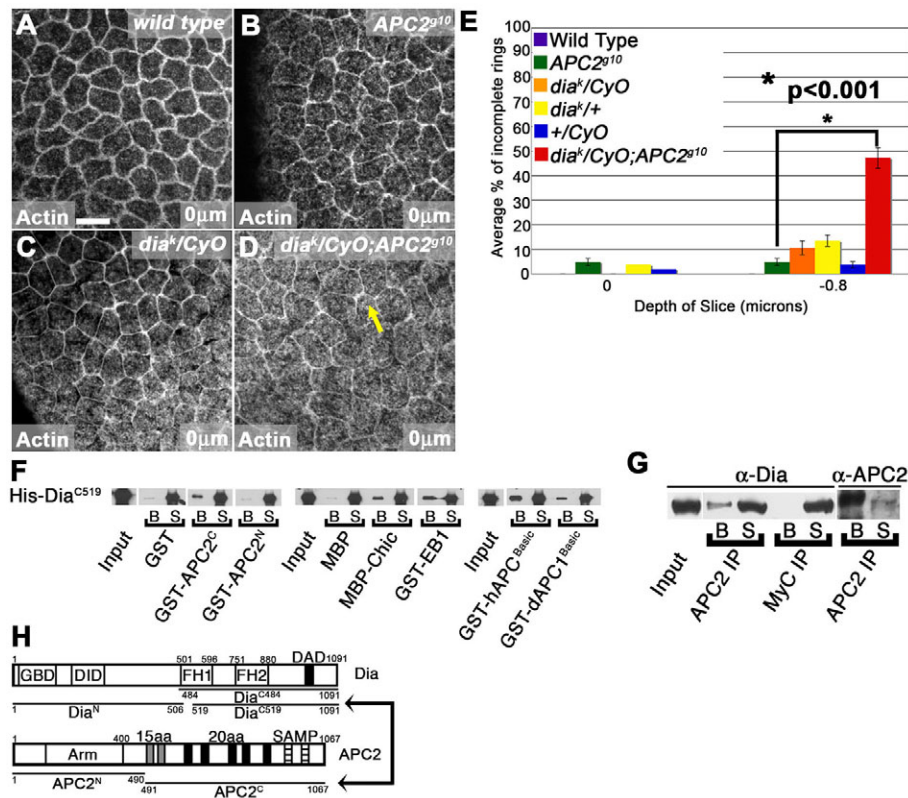 A wild type
Actin 0μm
B APC2g10
Actin 0μm
C diak/CyO
Actin 0μm
D diak/CyO;APC2g10
Actin 0μm
E
Average % of incomplete rings
100
90
80
70
60
50
40
30
20
10
0
Wild Type
APC2g10
diak/CyO
diak/+
+/CyO
diak/CyO;APC2g10
* p<0.001
*
0 -0.8
Depth of Slice (microns)
F
His-DiaC519
B S B S B S B S B S B S B S B S
Input GST GST-APC2C GST-APC2N Input MBP MBP-Chic GST-EB1 Input GST-hAPCBasic GST-dAPC1Basic
G
α-Dia α-APC2
B S B S B S
Input APC2 IP MyC IP APC2 IP
H
1 501 596 751 880 DAD 1091
GBD DID FH1 FH2 Dia
484 DiaC484 1091
1 DiaN 506 519 DiaC519 1091
1 400 15aa 20aa SAMP 1067
Arm APC2
1 APC2N 490
491 APC2C 1067